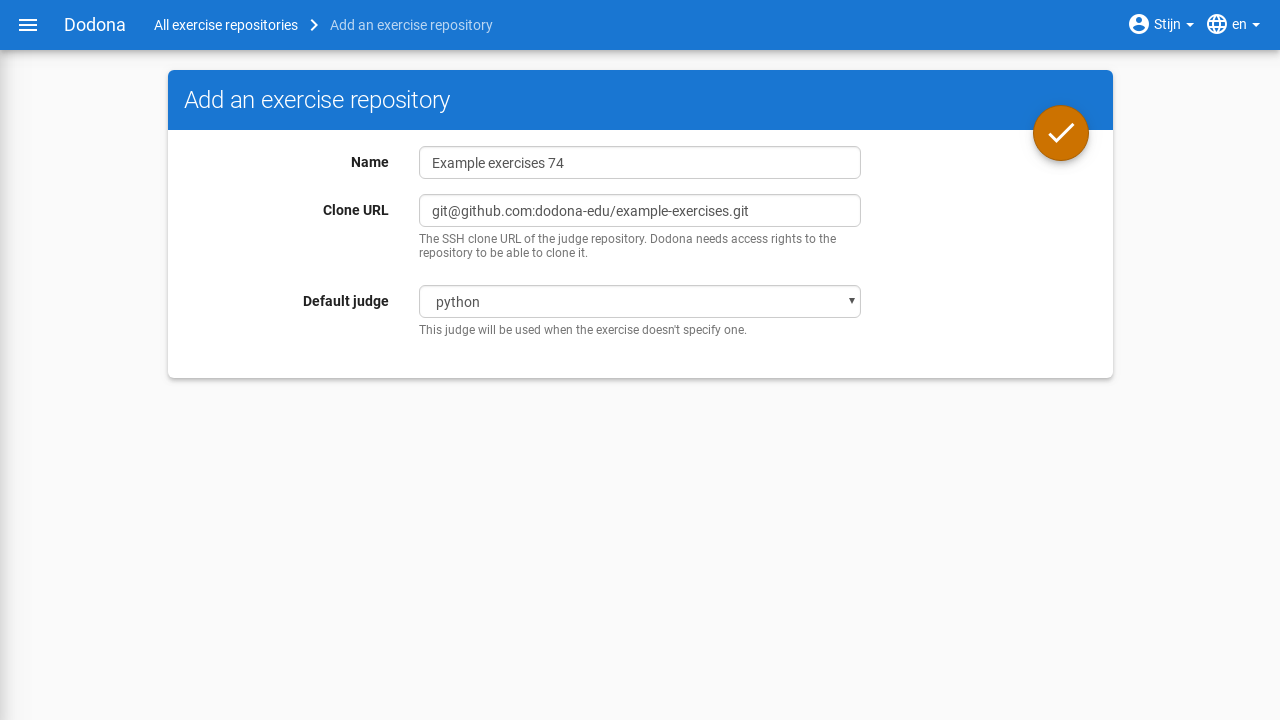 Dodona All exercise repositories Add an exercise repository Stijn en
Add an exercise repository
Name Example exercises 74
Clone URL git@github.com:dodona-edu/example-exercises.git
The SSH clone URL of the judge repository. Dodona needs access rights to the
repository to be able to clone it.
Default judge python
This judge will be used when the exercise doesn't specify one.